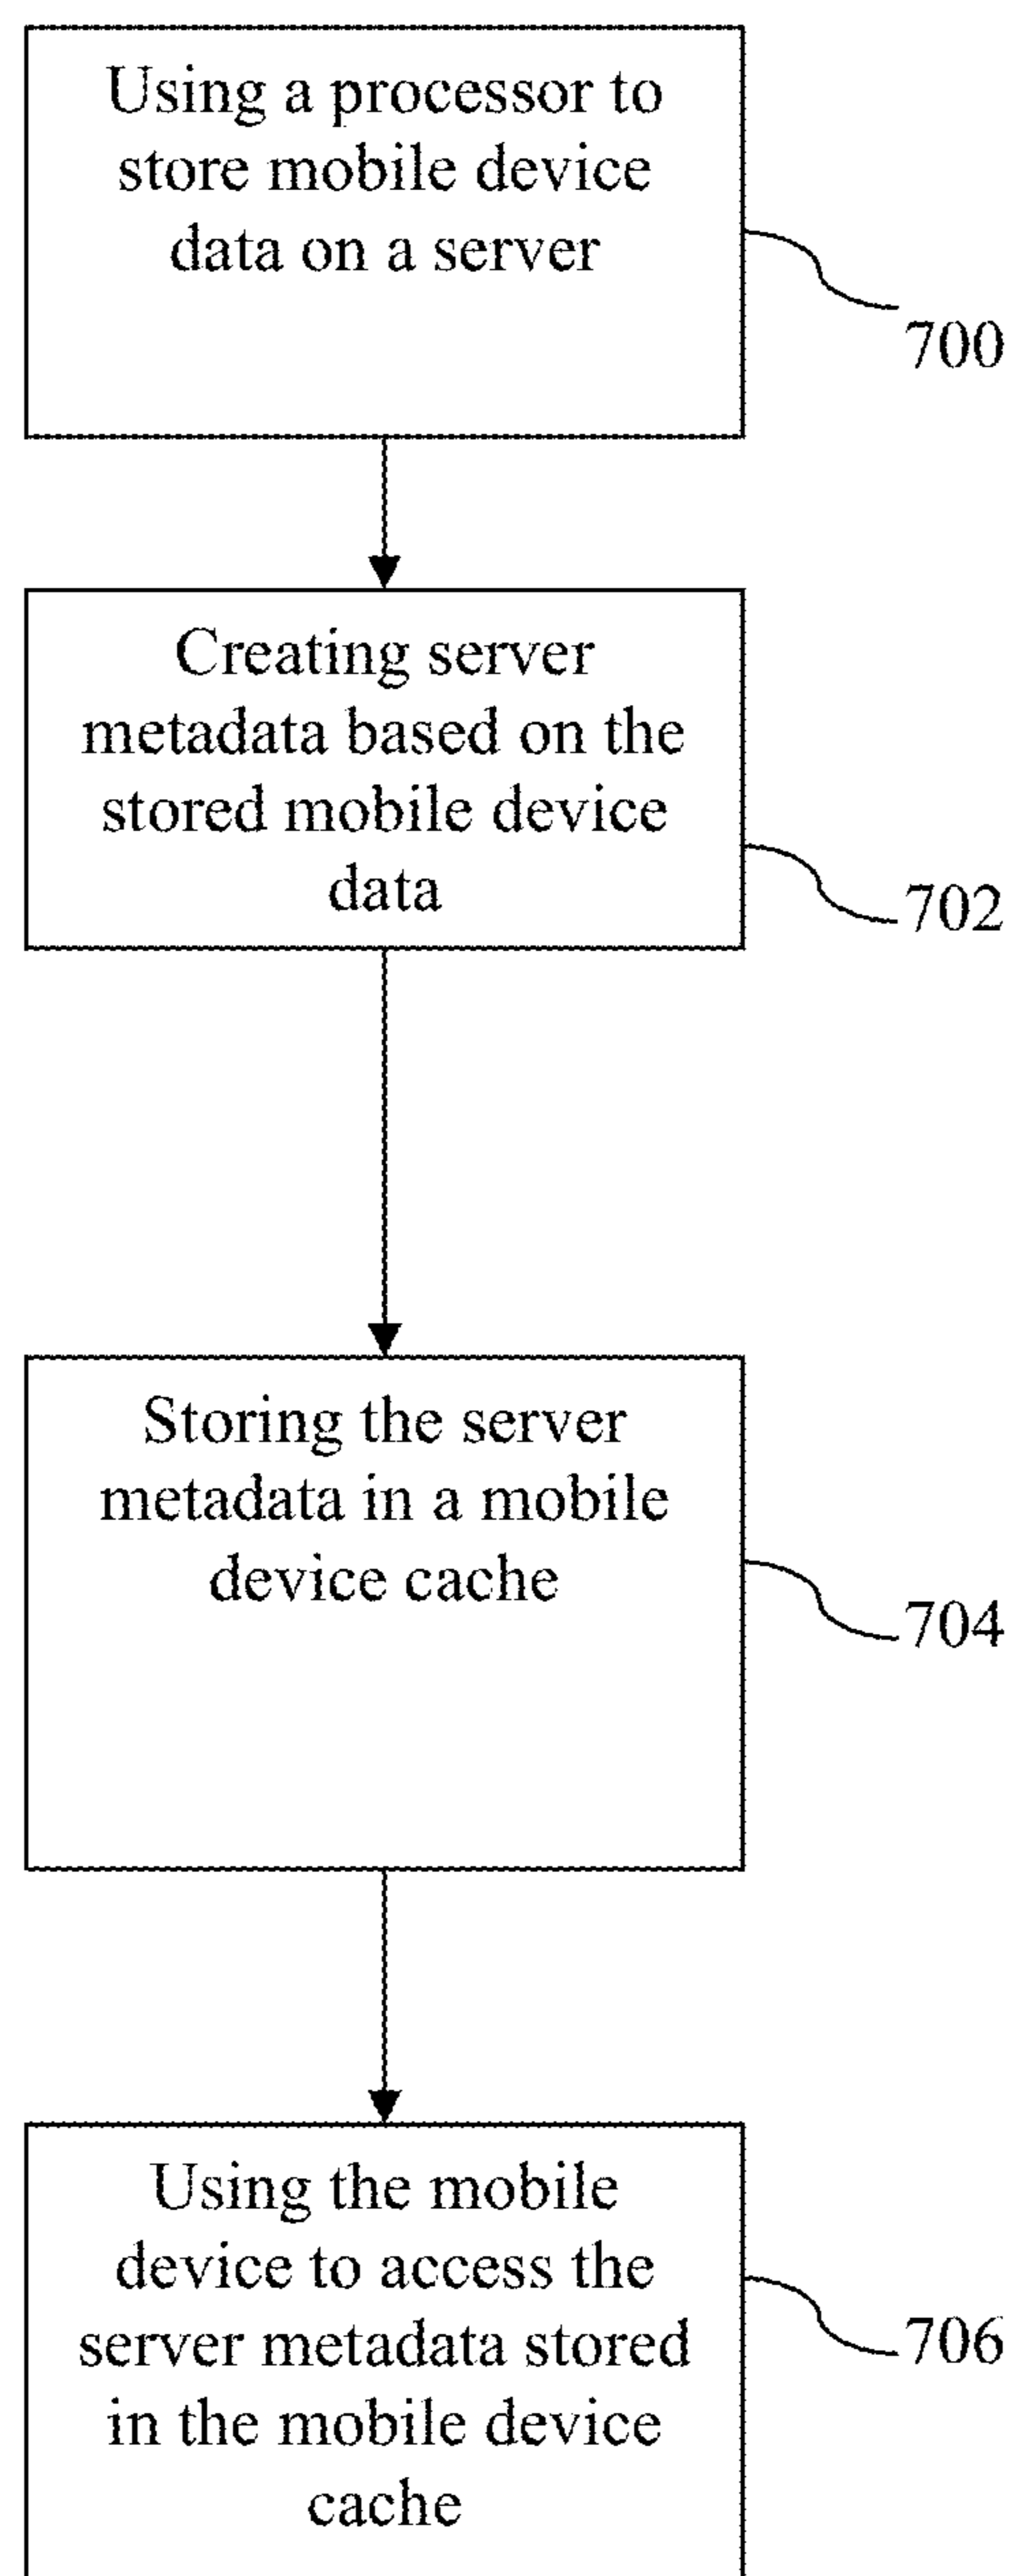 Using a processor to
store mobile device
data on a server
700
Creating server
metadata based on the
stored mobile device
data
702
Storing the server
metadata in a mobile
device cache
704
Using the mobile
device to access the
server metadata stored
in the mobile device
cache
706